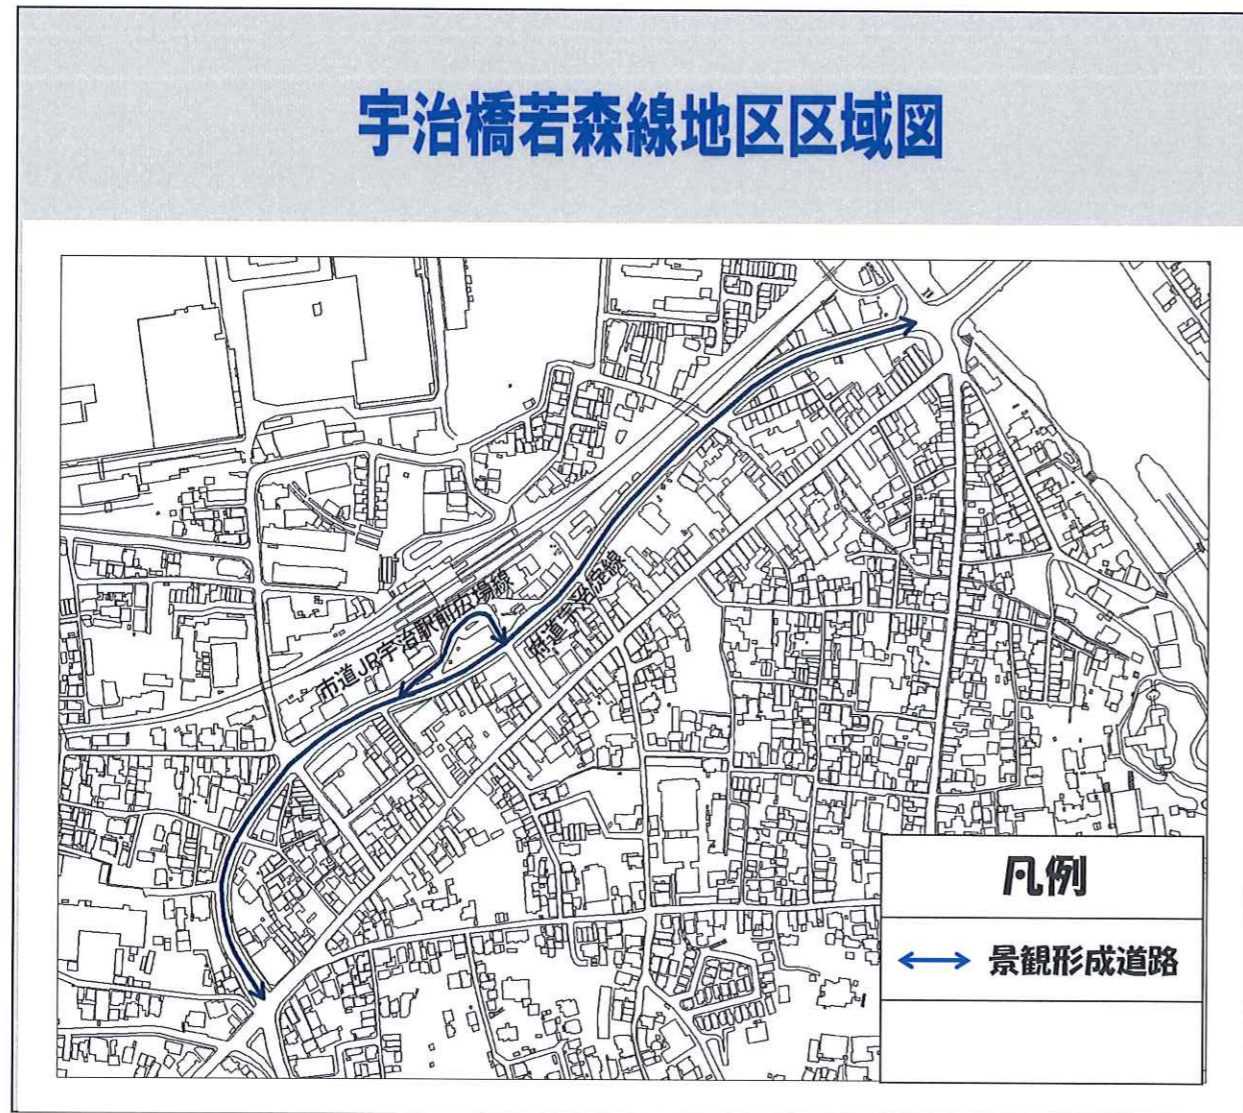 宇治橋若森線地区区域図
市道JR宇治駅前広場線
府道宇治淀線
凡例
景観形成道路